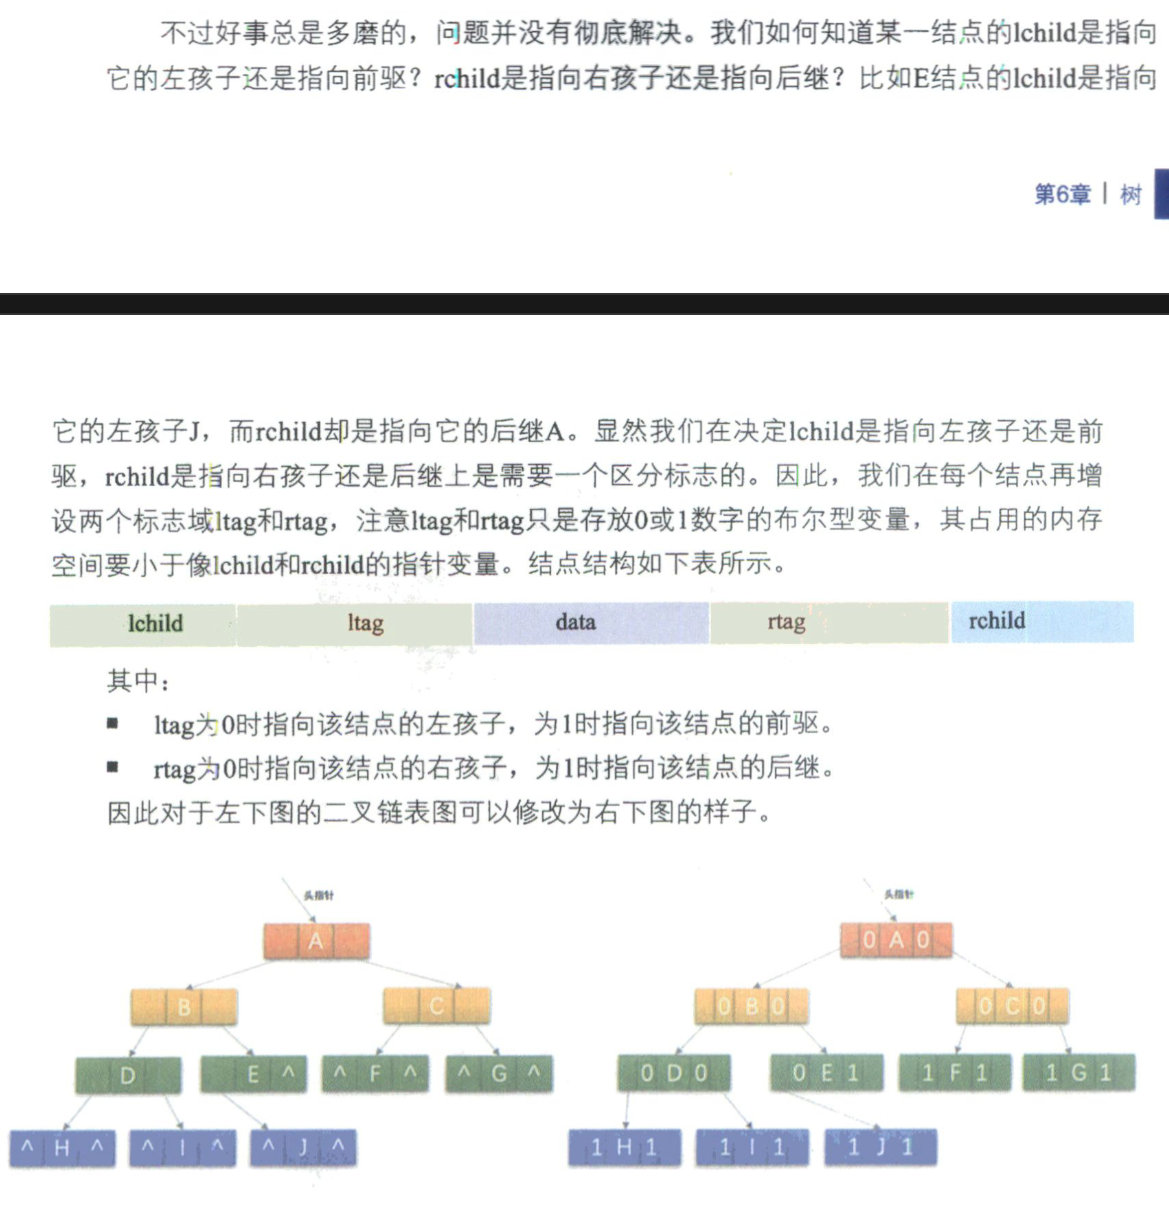 不过好事总是多磨的，问题并没有彻底解决。我们如何知道某一结点的lchild是指向
它的左孩子还是指向前驱？rchild是指向右孩子还是指向后继？比如E结点的lchild是指向
第6章 | 树
它的左孩子J，而rchild却是指向它的后继A。显然我们在决定lchild是指向左孩子还是前
驱，rchild是指向右孩子还是后继上是需要一个区分标志的。因此，我们在每个结点再增
设两个标志域ltag和rtag，注意ltag和rtag只是存放0或1数字的布尔型变量，其占用的内存
空间要小于像lchild和rchild的指针变量。结点结构如下表所示。
lchild ltag data rtag rchild
其中：
■ ltag为0时指向该结点的左孩子，为1时指向该结点的前驱。
■ rtag为0时指向该结点的右孩子，为1时指向该结点的后继。
因此对于左下图的二叉链表图可以修改为右下图的样子。
头指针
A
B C
D E ^ ^ F ^ ^ G ^
^ H ^ ^ I ^ ^ J ^
头指针
0 A 0
0 B 0 0 C 0
0 D 0 0 E 1 1 F 1 1 G 1
1 H 1 1 I 1 1 J 1